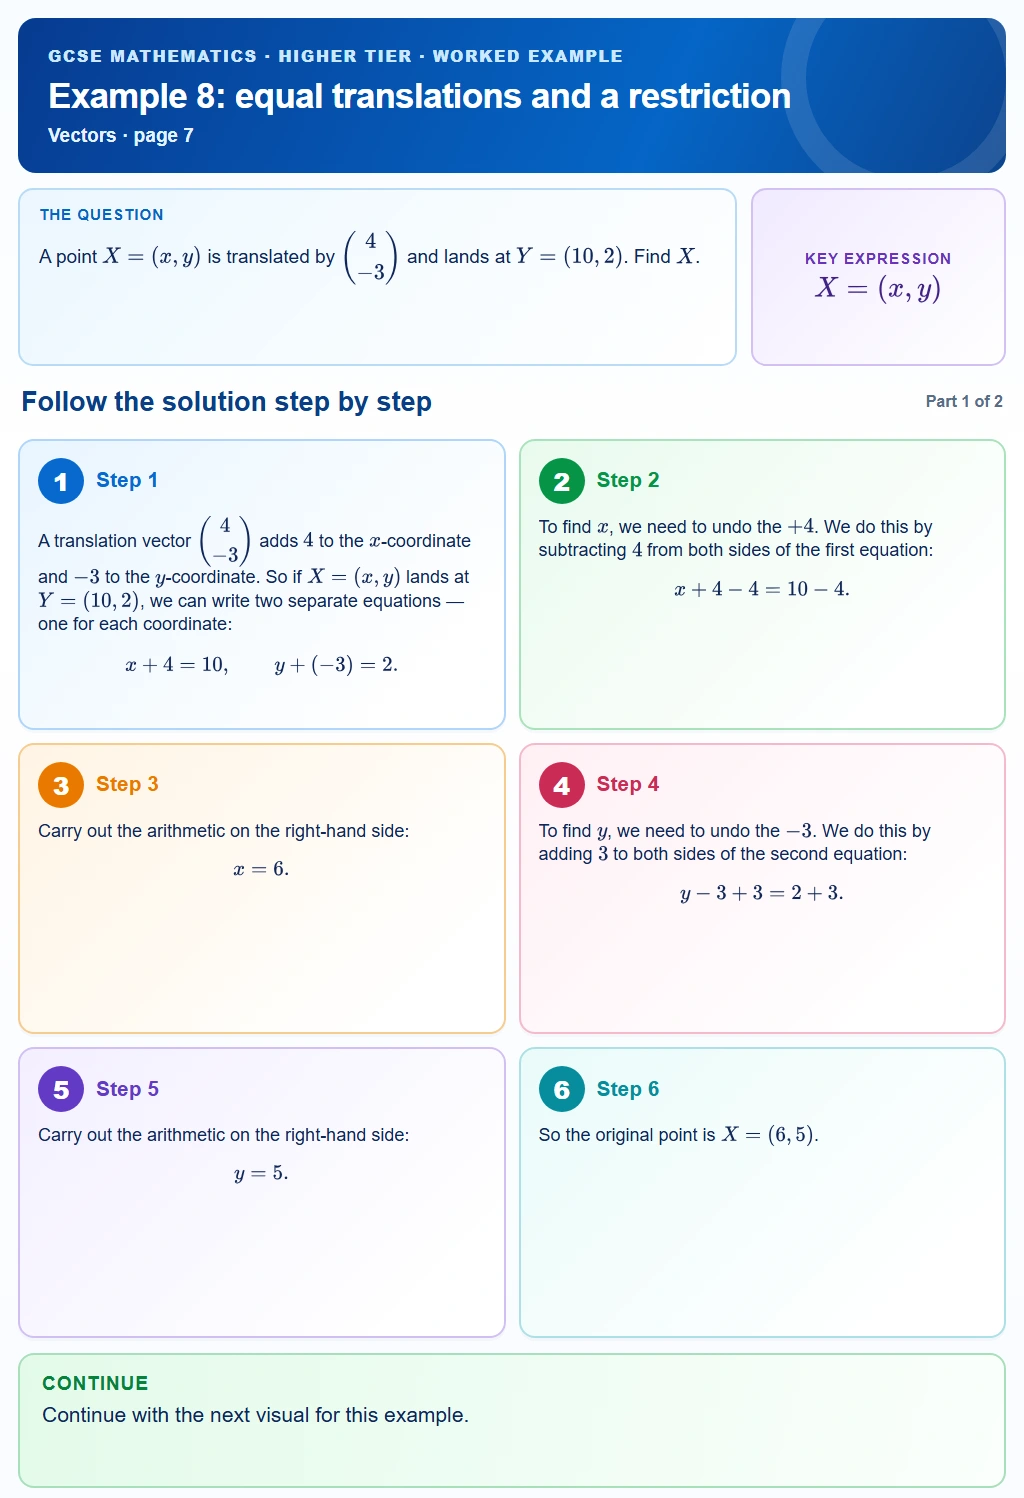 GCSE MATHEMATICS · HIGHER TIER · WORKED EXAMPLE
Example 8: equal translations and a restriction
Vectors · page 7
THE QUESTION
A point X = (x, y) is translated by (4 −3) and lands at Y = (10, 2). Find X.
KEY EXPRESSION
X = (x, y)
Follow the solution step by step
Part 1 of 2
1 Step 1
A translation vector (4 −3) adds 4 to the x-coordinate
and −3 to the y-coordinate. So if X = (x, y) lands at
Y = (10, 2), we can write two separate equations —
one for each coordinate:
x + 4 = 10, y + (−3) = 2.
2 Step 2
To find x, we need to undo the +4. We do this by
subtracting 4 from both sides of the first equation:
x + 4 − 4 = 10 − 4.
3 Step 3
Carry out the arithmetic on the right-hand side:
x = 6.
4 Step 4
To find y, we need to undo the −3. We do this by
adding 3 to both sides of the second equation:
y − 3 + 3 = 2 + 3.
5 Step 5
Carry out the arithmetic on the right-hand side:
y = 5.
6 Step 6
So the original point is X = (6, 5).
CONTINUE
Continue with the next visual for this example.